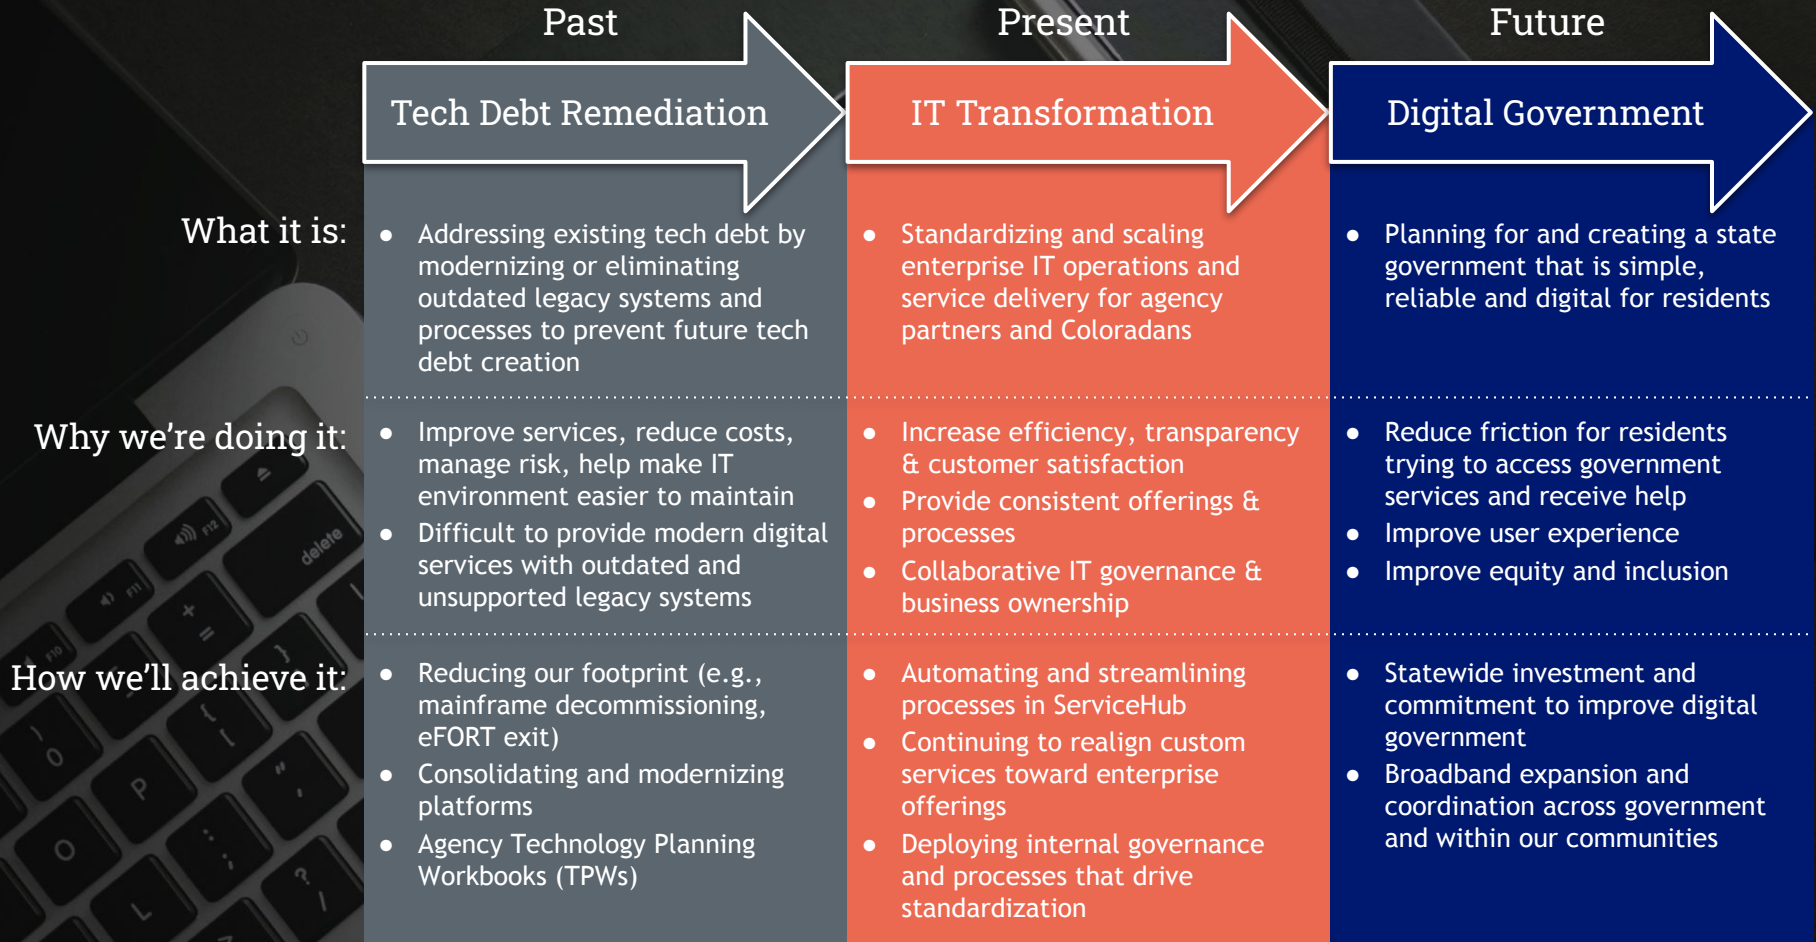 Past
Present
Future
Tech Debt Remediation
IT Transformation
Digital Government
What it is:
● Addressing existing tech debt by
modernizing or eliminating
outdated legacy systems and
processes to prevent future tech
debt creation
● Standardizing and scaling
enterprise IT operations and
service delivery for agency
partners and Coloradans
● Planning for and creating a state
government that is simple,
reliable and digital for residents
Why we’re doing it:
● Improve services, reduce costs,
manage risk, help make IT
environment easier to maintain
● Difficult to provide modern digital
services with outdated and
unsupported legacy systems
● Increase efficiency, transparency
& customer satisfaction
● Provide consistent offerings &
processes
● Collaborative IT governance &
business ownership
● Reduce friction for residents
trying to access government
services and receive help
● Improve user experience
● Improve equity and inclusion
How we’ll achieve it:
● Reducing our footprint (e.g.,
mainframe decommissioning,
eFORT exit)
● Consolidating and modernizing
platforms
● Agency Technology Planning
Workbooks (TPWs)
● Automating and streamlining
processes in ServiceHub
● Continuing to realign custom
services toward enterprise
offerings
● Deploying internal governance
and processes that drive
standardization
● Statewide investment and
commitment to improve digital
government
● Broadband expansion and
coordination across government
and within our communities
F12
delete
F11
F10
+
=
}
]
{
[
)
0
P
"
'
O
:
;
?
/
L